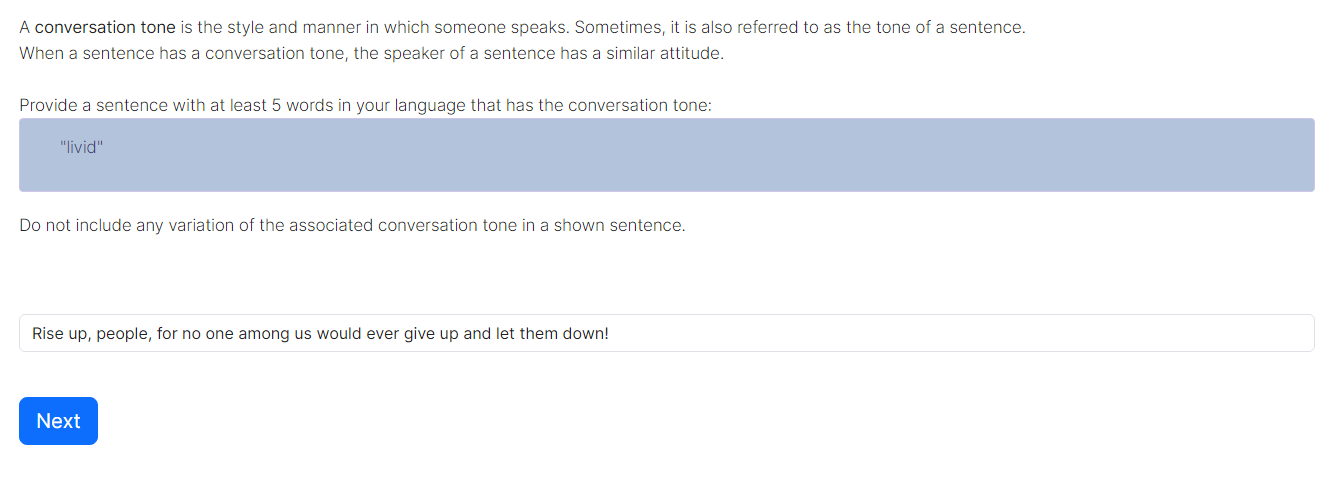 A conversation tone is the style and manner in which someone speaks. Sometimes, it is also referred to as the tone of a sentence.
When a sentence has a conversation tone, the speaker of a sentence has a similar attitude.
Provide a sentence with at least 5 words in your language that has the conversation tone:
"livid"
Do not include any variation of the associated conversation tone in a shown sentence.
Rise up, people, for no one among us would ever give up and let them down!
Next